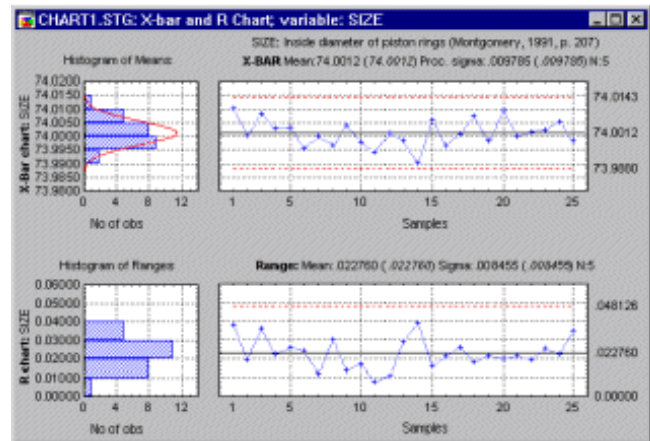 CHART1.STG: X-bar and R Chart; variable: SIZE
SIZE: Inside diameter of piston rings (Montgomery, 1991, p. 207)
Histogram of Means
X-BAR Mean:74.0012 (74.0012) Proc. sigma:.009785 (.009785) N:5
X-Bar chart: SIZE
74.0200
74.0150
74.0100
74.0050
74.0000
73.9950
73.9900
73.9850
73.9800
74.0143
74.0012
73.9880
0 4 8 12
1 5 10 15 20 25
No of obs
Samples
Histogram of Ranges
Range: Mean:.022760 (.022760) Sigma:.008455 (.008455) N:5
R chart: SIZE
0.06000
0.05000
0.04000
0.03000
0.02000
0.01000
0.00000
.048126
.022760
0.00000
0 4 8 12
1 5 10 15 20 25
No of obs
Samples